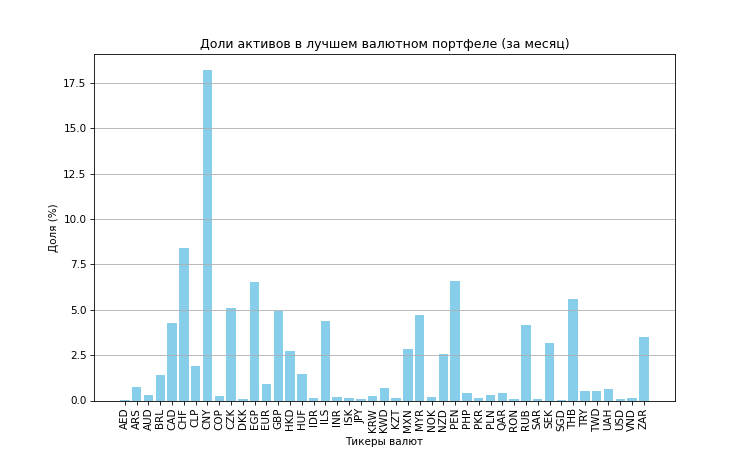 Доли активов в лучшем валютном портфеле (за месяц)
Доля (%)
17.5
15.0
12.5
10.0
7.5
5.0
2.5
0.0
AED ARS AUD BRL CAD CHF CLP CNY COP CZK DKK EGP EUR GBP HKD HUF IDR ILS INR ISK JPY KRW KWD KZT MXN MYR NOK NZD PEN PHP PKR PLN QAR RON RUB SAR SEK SGD THB TRY TWD UAH USD VND ZAR
Тикеры валют